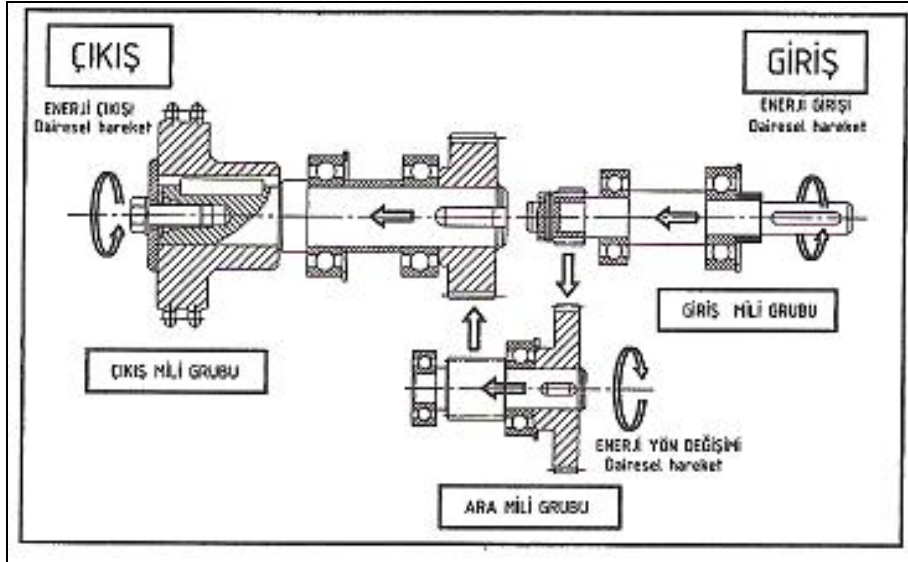 ÇIKIŞ
ENERJİ ÇIKIŞI
Dairesel hareket
GİRİŞ
ENERJİ GİRİŞİ
Dairesel hareket
GİRİŞ MİLİ GRUBU
ÇIKIŞ MİLİ GRUBU
ENERJİ YÖN DEĞİŞİMİ
Dairesel hareket
ARA MİLİ GRUBU